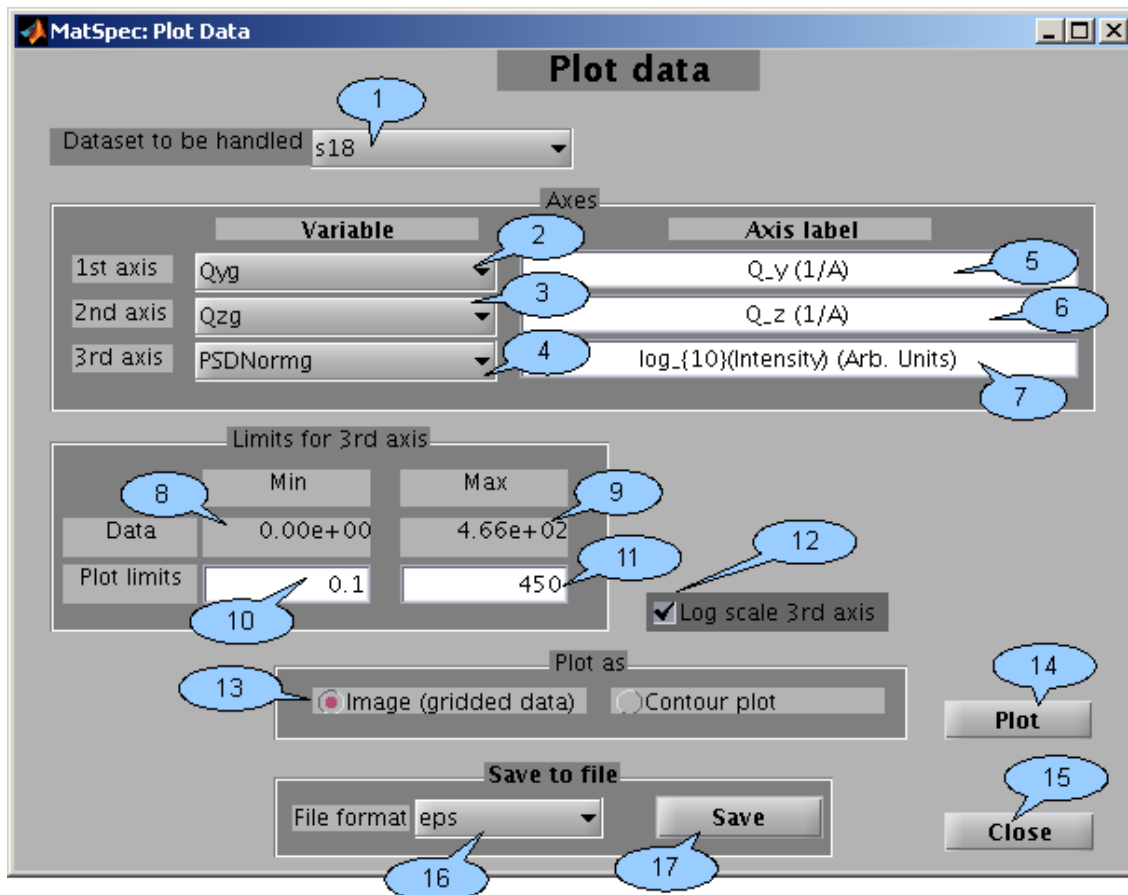 MatSpec: Plot Data
Plot data
1
Dataset to be handled s18
Axes
Variable 2 Axis label
1st axis Qyg Q_y (1/A) 5
2nd axis Qzg 3 Q_z (1/A) 6
3rd axis PSDNormg 4 log_{10}(Intensity) (Arb. Units)
7
Limits for 3rd axis
Min Max
8 9
Data 0.00e+00 4.66e+02
12
Plot limits 0.1 450 11
10 Log scale 3rd axis
Plot as
13 Image (gridded data) Contour plot 14
Plot
Save to file
15
File format eps Save
Close
16 17